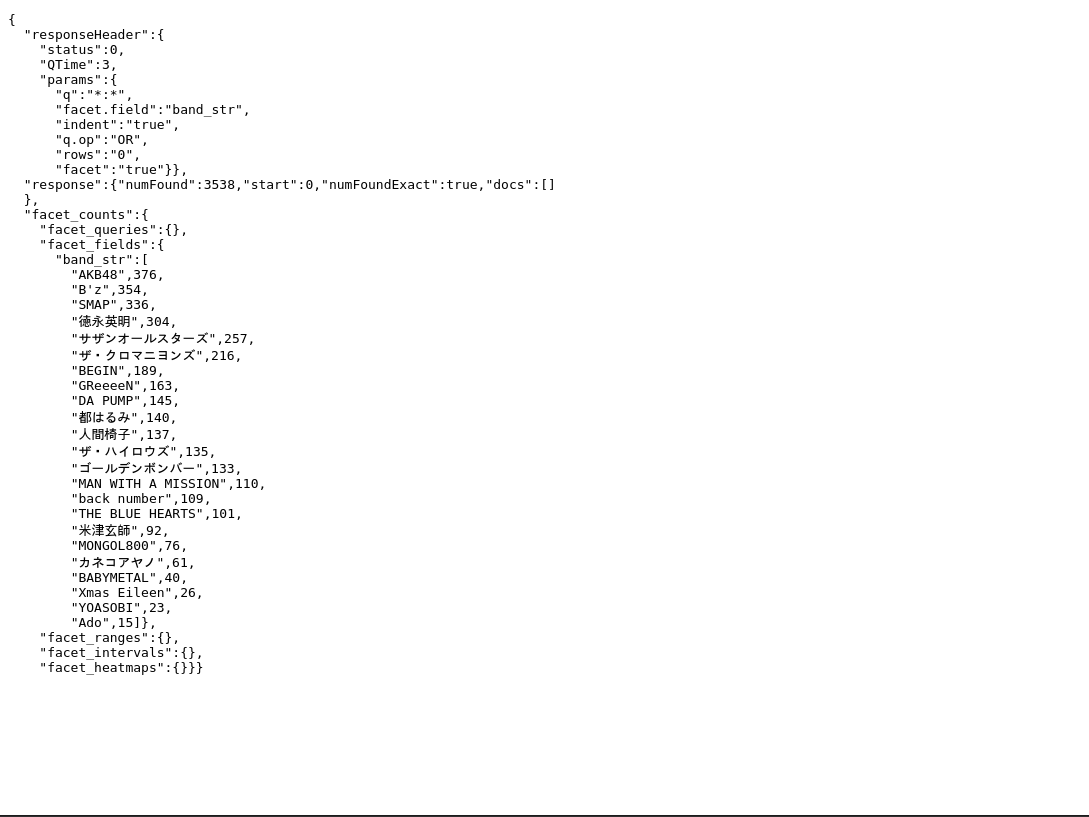 {
  "responseHeader":{
    "status":0,
    "QTime":3,
    "params":{
      "q":"*:*",
      "facet.field":"band_str",
      "indent":"true",
      "q.op":"OR",
      "rows":"0",
      "facet":"true"}},
  "response":{"numFound":3538,"start":0,"numFoundExact":true,"docs":[]
  },
  "facet_counts":{
    "facet_queries":{},
    "facet_fields":{
      "band_str":[
        "AKB48",376,
        "B'z",354,
        "SMAP",336,
        "徳永英明",304,
        "サザンオールスターズ",257,
        "ザ・クロマニヨンズ",216,
        "BEGIN",189,
        "GReeeeN",163,
        "DA PUMP",145,
        "都はるみ",140,
        "人間椅子",137,
        "ザ・ハイロウズ",135,
        "ゴールデンボンバー",133,
        "MAN WITH A MISSION",110,
        "back number",109,
        "THE BLUE HEARTS",101,
        "米津玄師",92,
        "MONGOL800",76,
        "カネコアヤノ",61,
        "BABYMETAL",40,
        "Xmas Eileen",26,
        "YOASOBI",23,
        "Ado",15]},
    "facet_ranges":{},
    "facet_intervals":{},
    "facet_heatmaps":{}}}